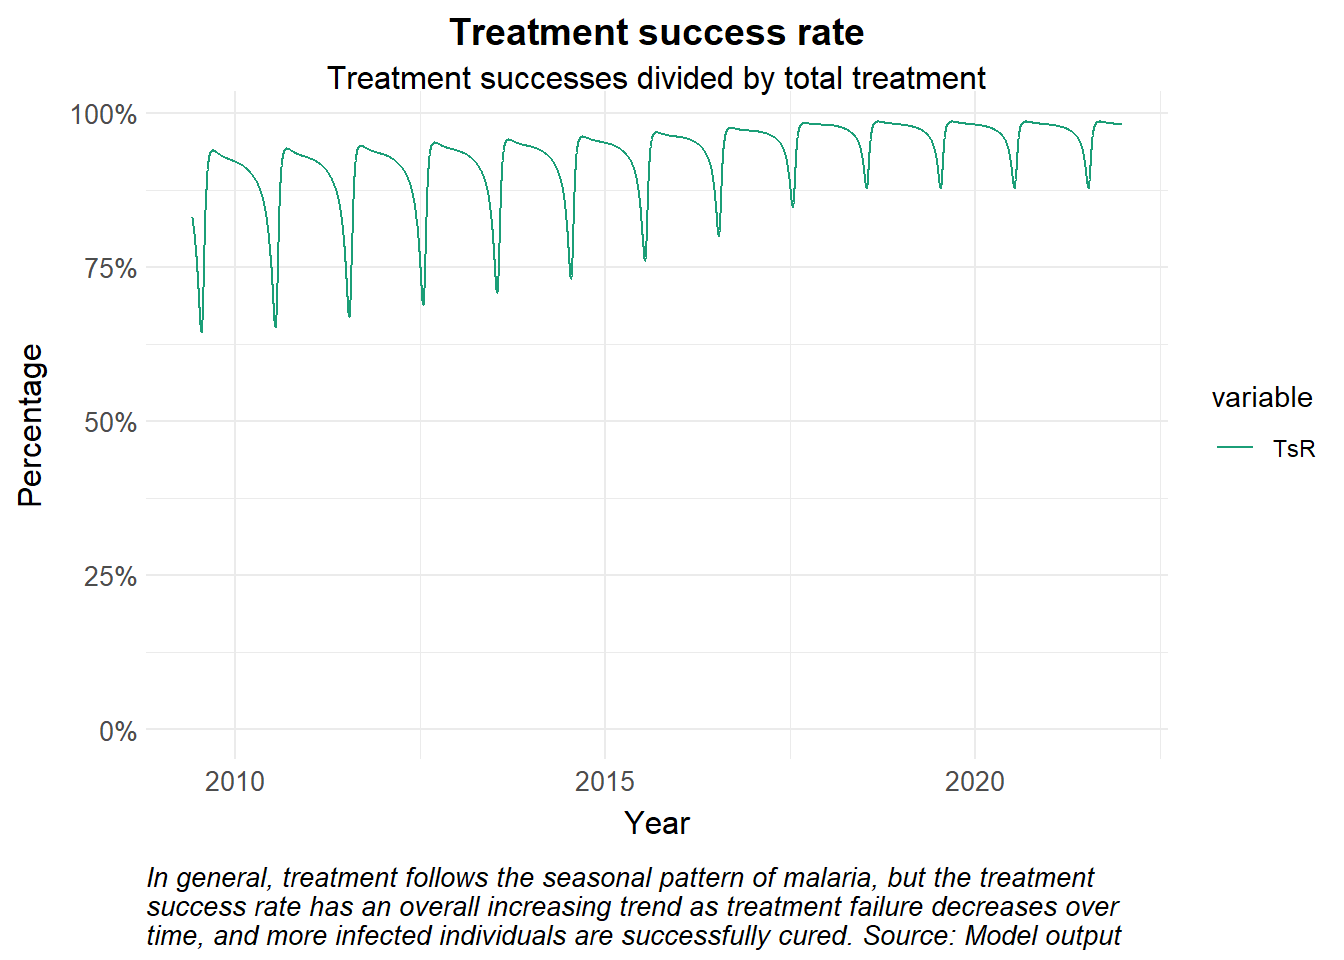 Treatment success rate
Treatment successes divided by total treatment
100%
75%
50%
25%
0%
Percentage
2010
2015
2020
Year
variable
TsR
In general, treatment follows the seasonal pattern of malaria, but the treatment
success rate has an overall increasing trend as treatment failure decreases over
time, and more infected individuals are successfully cured. Source: Model output